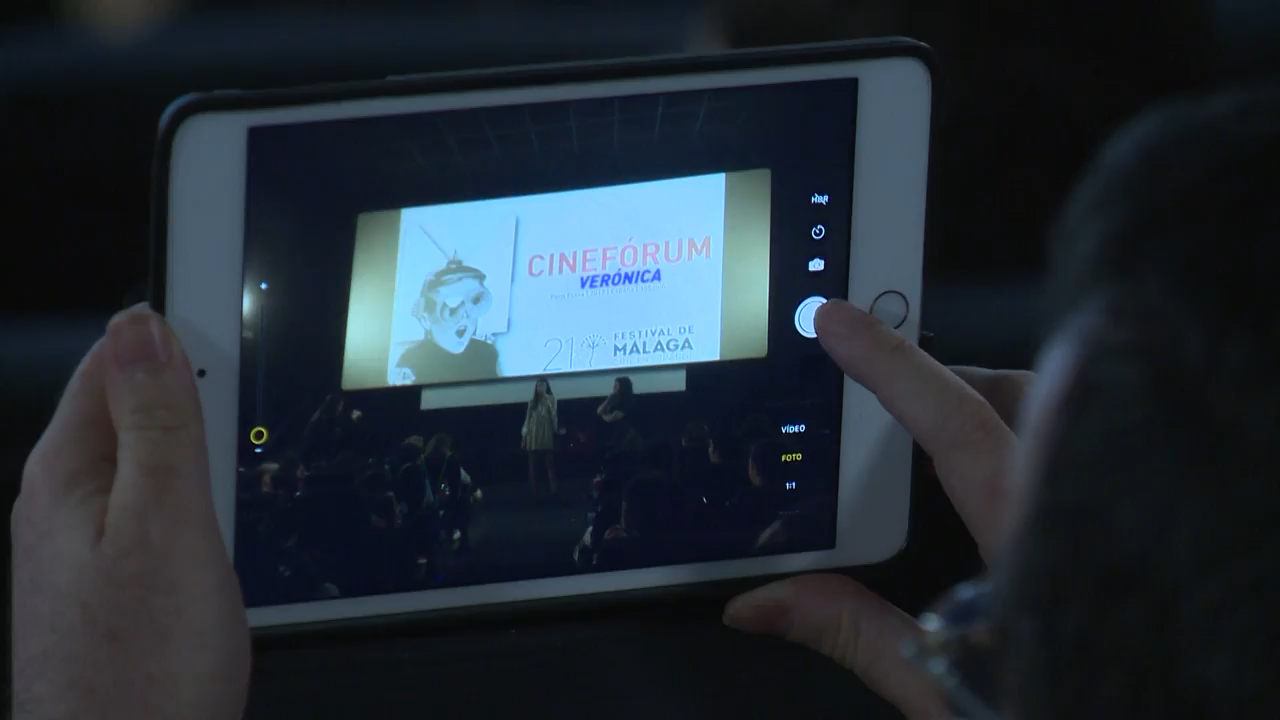 CINEFÓRUM
VERÓNICA
21
FESTIVAL DE
MÁLAGA
HDR
VÍDEO
FOTO
1:1